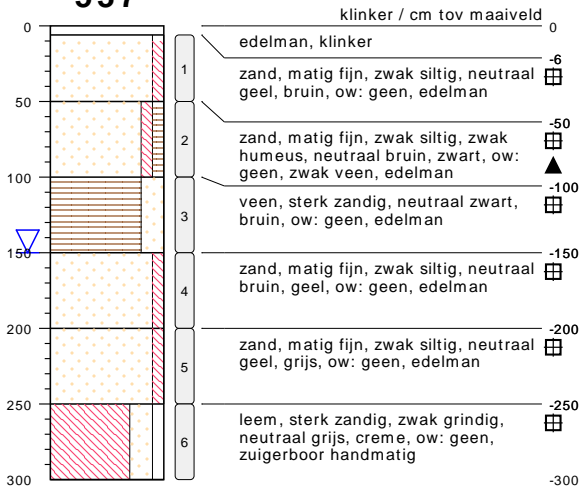 klinker / cm tov maaiveld
0
0
edelman, klinker
-6
1
zand, matig fijn, zwak siltig, neutraal
geel, bruin, ow: geen, edelman
50
-50
2
zand, matig fijn, zwak siltig, zwak
humeus, neutraal bruin, zwart, ow:
geen, zwak veen, edelman
100
-100
3
veen, sterk zandig, neutraal zwart,
bruin, ow: geen, edelman
150
-150
4
zand, matig fijn, zwak siltig, neutraal
bruin, geel, ow: geen, edelman
200
-200
5
zand, matig fijn, zwak siltig, neutraal
geel, grijs, ow: geen, edelman
250
-250
6
leem, sterk zandig, zwak grindig,
neutraal grijs, creme, ow: geen,
zuigerboor handmatig
300
-300